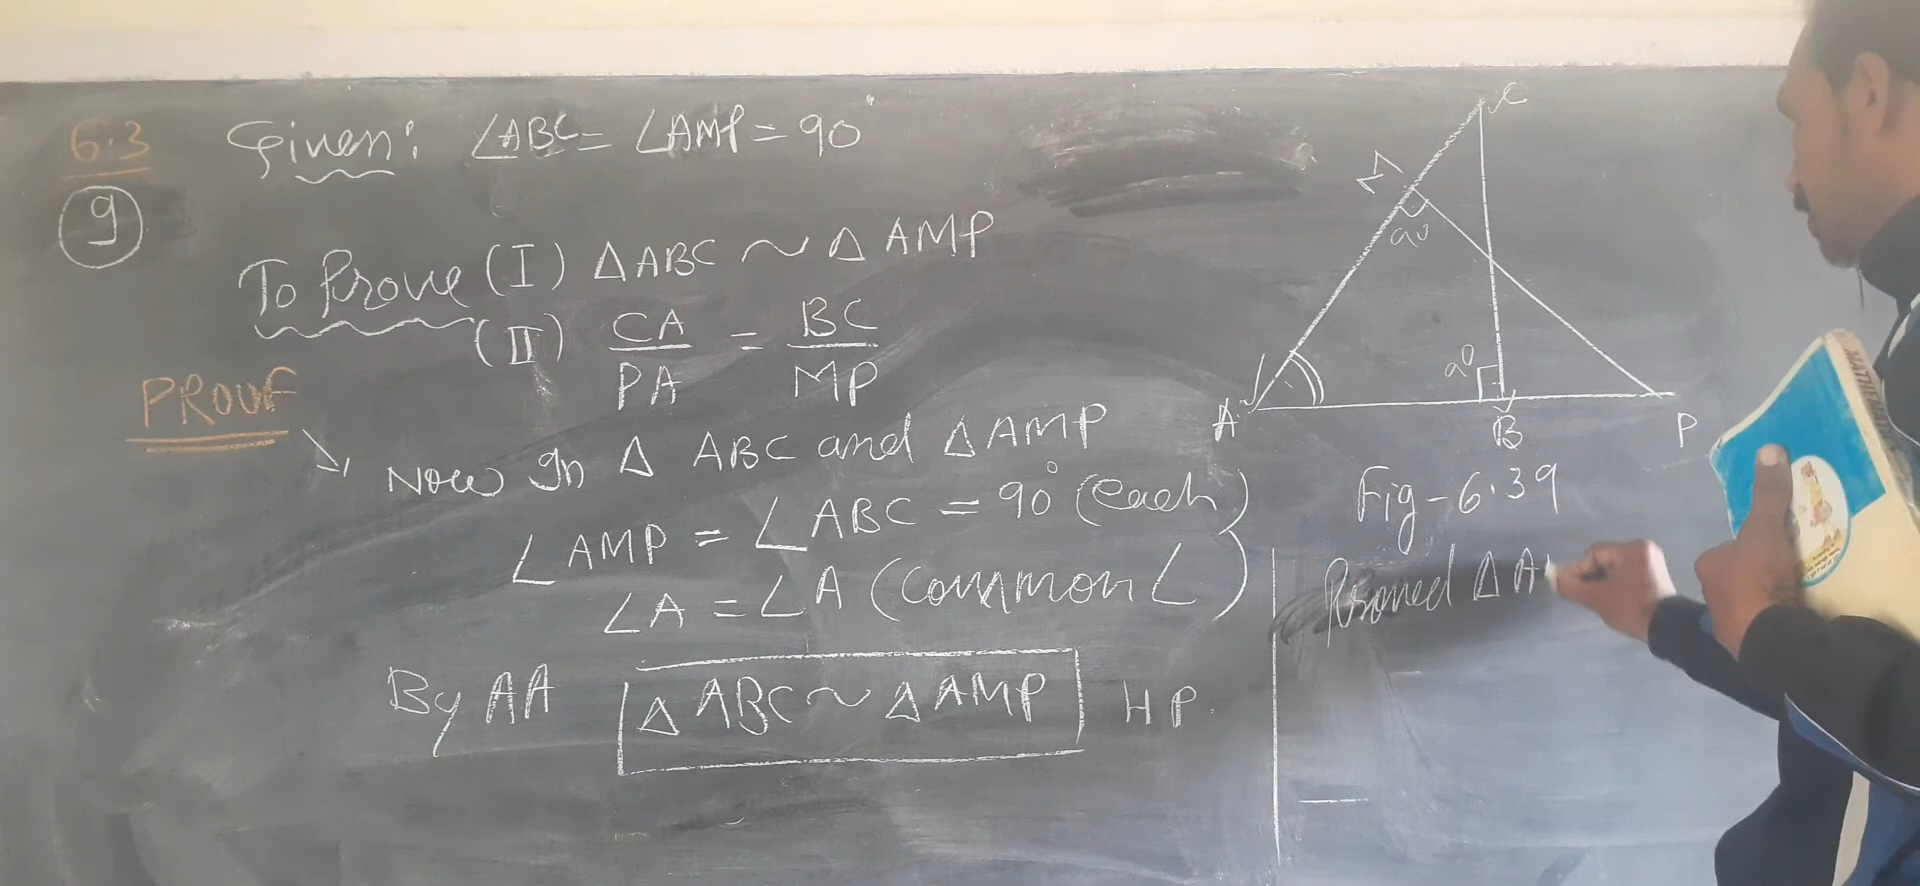 6.3
9
Given: ∠ABC = ∠AMP = 90°
To Prove (I) Δ ABC ~ Δ AMP
(II) CA/PA = BC/MP
PROOF
Now In Δ ABC and Δ AMP
∠AMP = ∠ABC = 90° (each)
∠A = ∠A (Common ∠)
By AA Δ ABC ~ Δ AMP HP.
C
M
90
90
A
B
P
Fig-6.39
Proved Δ A